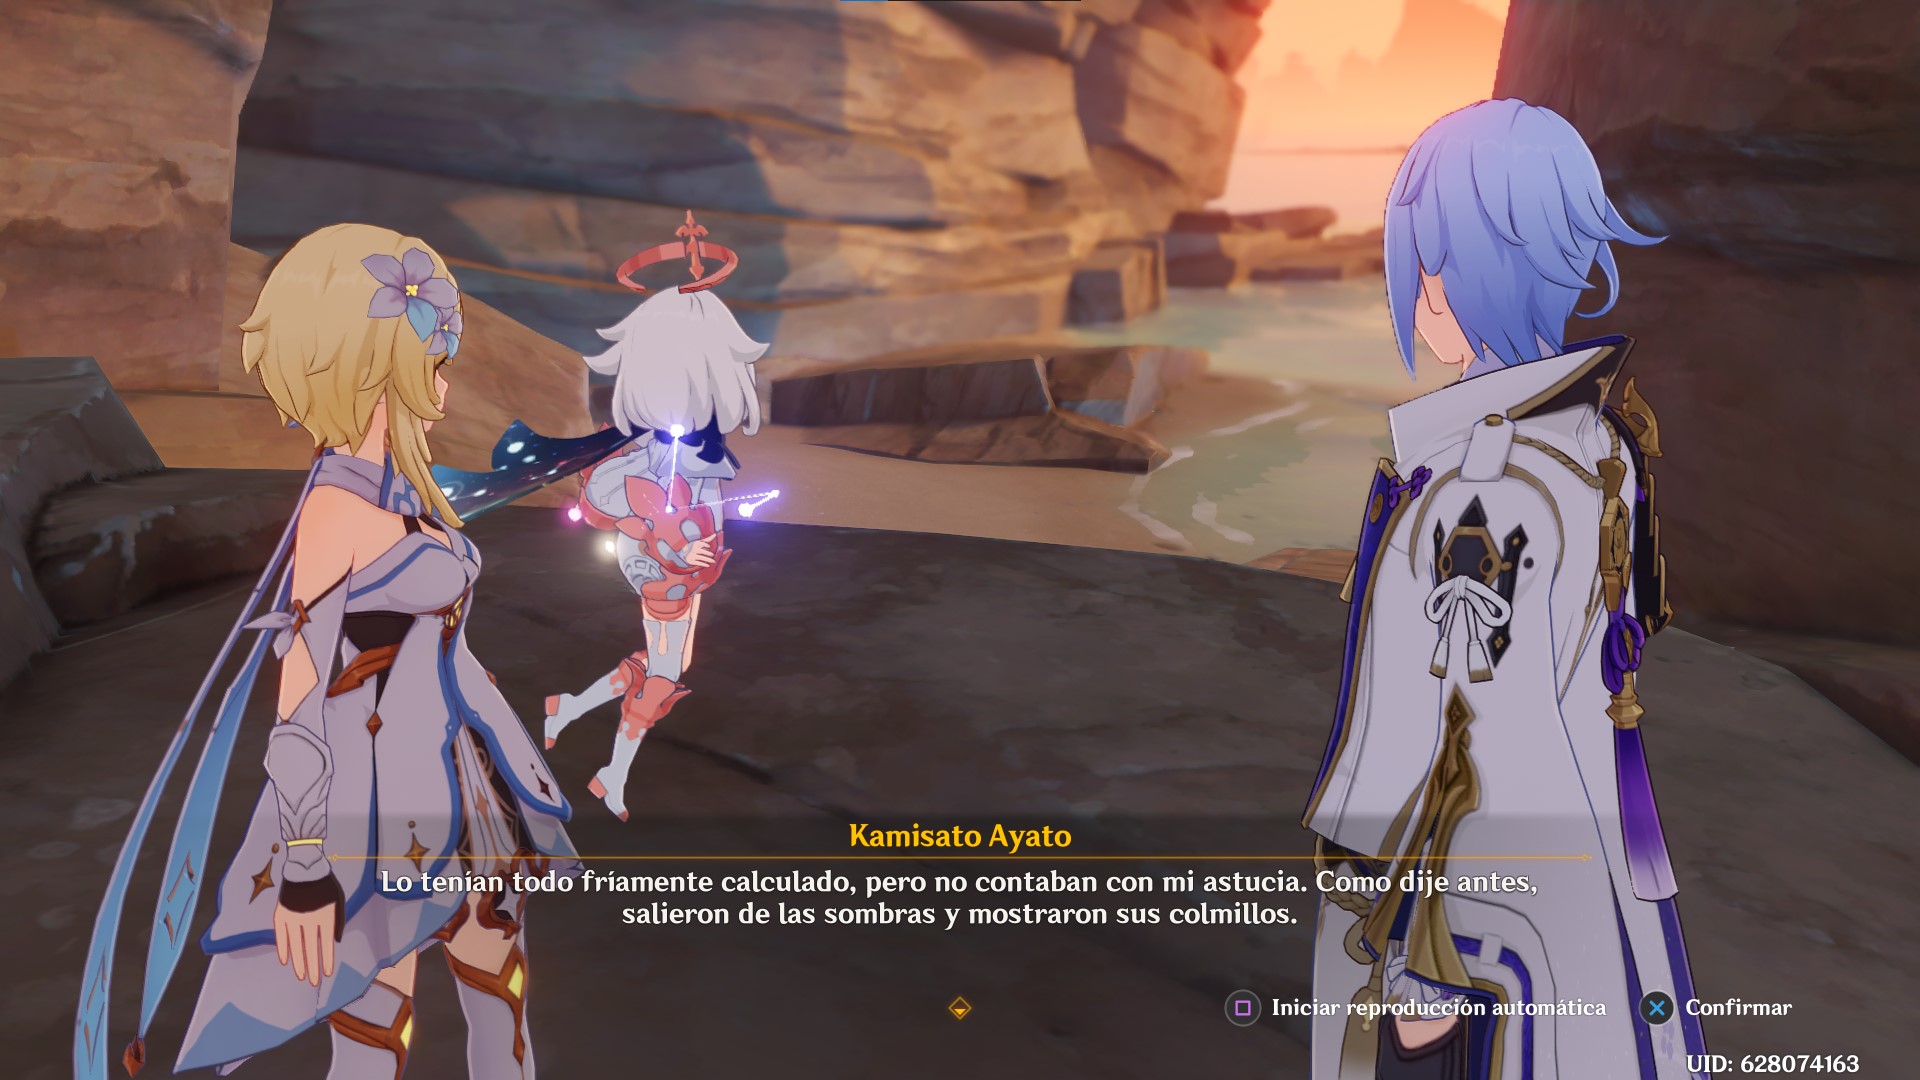 Kamisato Ayato
Lo tenían todo fríamente calculado, pero no contaban con mi astucia. Como dije antes,
salieron de las sombras y mostraron sus colmillos.
Iniciar reproducción automática
Confirmar
UID: 628074163